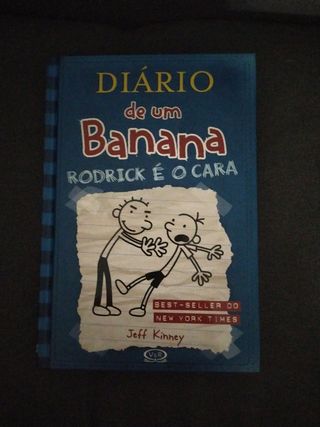 DIÁRIO
de um
Banana
RODRICK É O CARA
BEST-SELLER DO
NEW YORK TIMES
Jeff Kinney
V&R